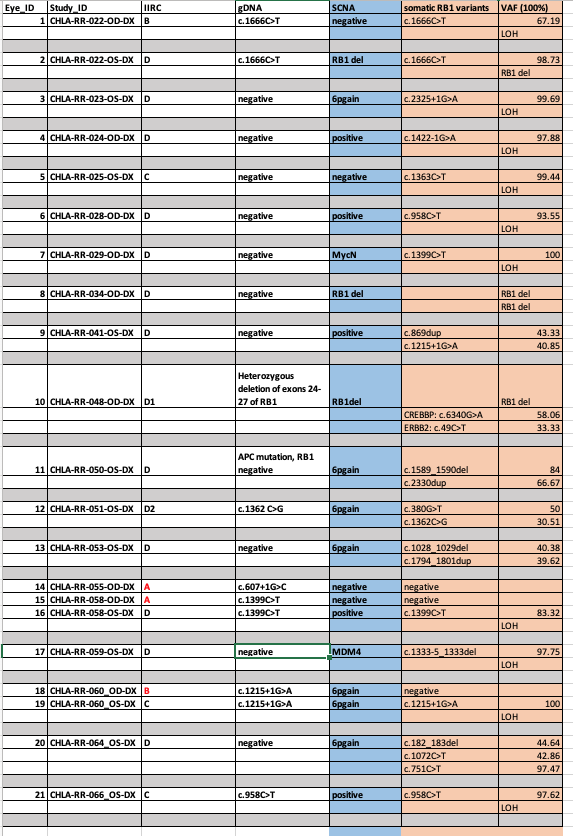 Eye_ID Study_ID IIRC gDNA SCNA somatic RB1 variants VAF (100%)
1 CHLA-RR-022-OD-DX B c.1666C>T negative c.1666C>T 67.19
LOH
2 CHLA-RR-022-OS-DX D c.1666C>T RB1 del c.1666C>T 98.73
RB1 del
3 CHLA-RR-023-OS-DX D negative 6pgain c.2325+1G>A 99.69
LOH
4 CHLA-RR-024-OD-DX D negative positive c.1422-1G>A 97.88
LOH
5 CHLA-RR-025-OS-DX C negative negative c.1363C>T 99.44
LOH
6 CHLA-RR-028-OD-DX D negative positive c.958C>T 93.55
LOH
7 CHLA-RR-029-OD-DX D negative MycN c.1399C>T 100
LOH
8 CHLA-RR-034-OD-DX D negative RB1 del RB1 del
RB1 del
9 CHLA-RR-041-OS-DX D negative positive c.869dup 43.33
c.1215+1G>A 40.85
Heterozygous
deletion of exons 24-
10 CHLA-RR-048-OD-DX D1 27 of RB1 RB1del RB1 del
CREBBP: c.6340G>A 58.06
ERBB2: c.49C>T 33.33
APC mutation, RB1
11 CHLA-RR-050-OS-DX D negative 6pgain c.1589_1590del 84
c.2330dup 66.67
12 CHLA-RR-051-OS-DX D2 c.1362 C>G 6pgain c.380G>T 50
c.1362C>G 30.51
13 CHLA-RR-053-OS-DX D negative 6pgain c.1028_1029del 40.38
c.1794_1801dup 39.62
14 CHLA-RR-055-OD-DX A c.607+1G>C negative negative
15 CHLA-RR-058-OD-DX A c.1399C>T negative negative
16 CHLA-RR-058-OS-DX D c.1399C>T positive c.1399C>T 83.32
LOH
17 CHLA-RR-059-OS-DX D negative MDM4 c.1333-5_1333del 97.75
LOH
18 CHLA-RR-060_OD-DX B c.1215+1G>A 6pgain negative
19 CHLA-RR-060_OS-DX C c.1215+1G>A 6pgain c.1215+1G>A 100
LOH
20 CHLA-RR-064_OS-DX D negative 6pgain c.182_183del 44.64
c.1072C>T 42.86
c.751C>T 97.47
21 CHLA-RR-066_OS-DX C c.958C>T positive c.958C>T 97.62
LOH